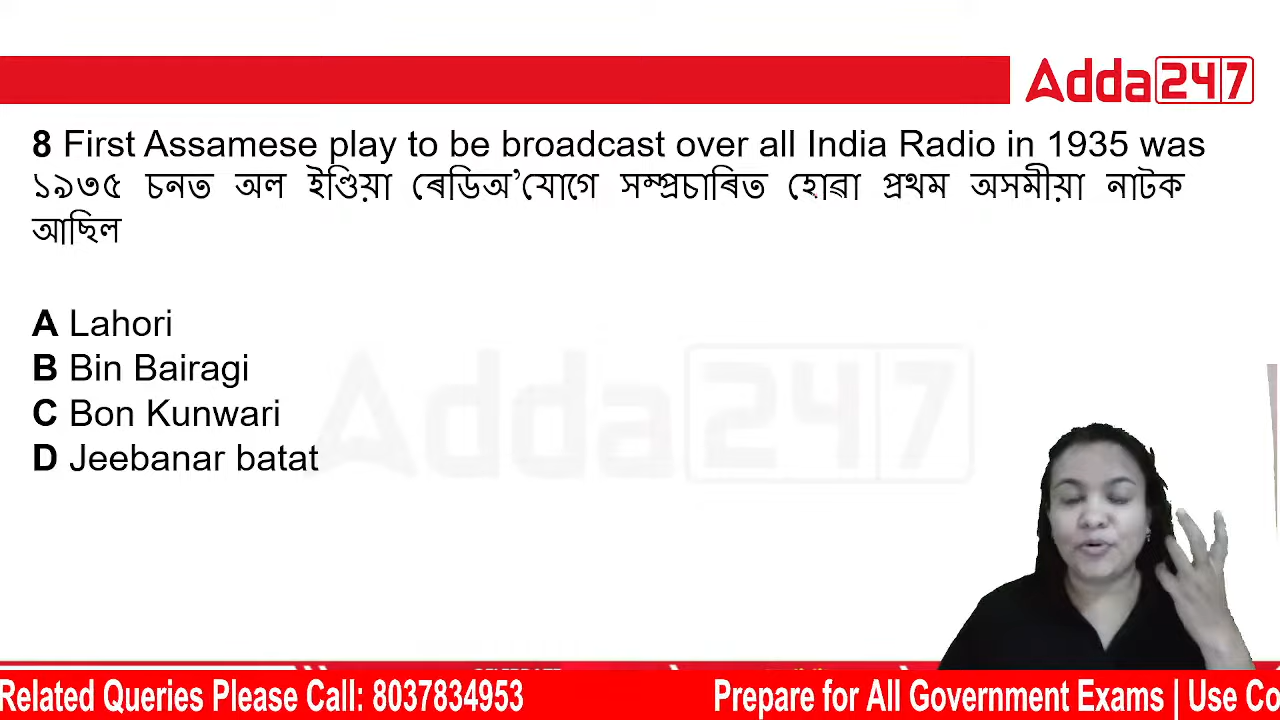 Adda247
8 First Assamese play to be broadcast over all India Radio in 1935 was
১৯৩৫ চনত অল ইণ্ডিয়া ৰেডিঅ’যোগে সম্প্ৰচাৰিত হোৱা প্ৰথম অসমীয়া নাটক
আছিল
A Lahori
B Bin Bairagi
C Bon Kunwari
D Jeebanar batat
Adda247
Related Queries Please Call: 8037834953 Prepare for All Government Exams | Use Co